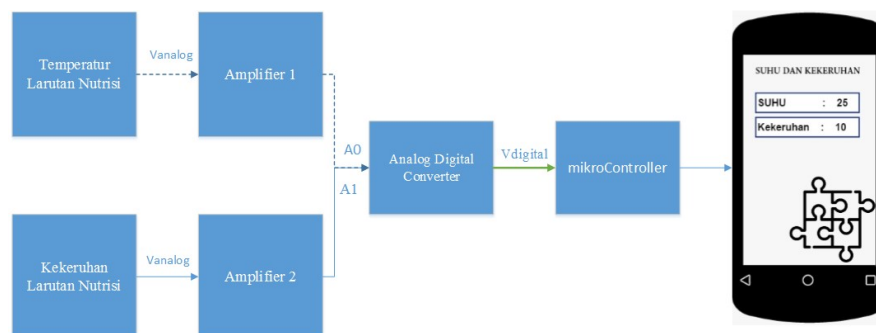 Temperatur
Larutan Nutrisi
Vanalog
Amplifier 1
Kekeruhan
Larutan Nutrisi
Vanalog
Amplifier 2
A0
A1
Analog Digital
Converter
Vdigital
mikroController
SUHU DAN KEKERUHAN
SUHU : 25
Kekeruhan : 10